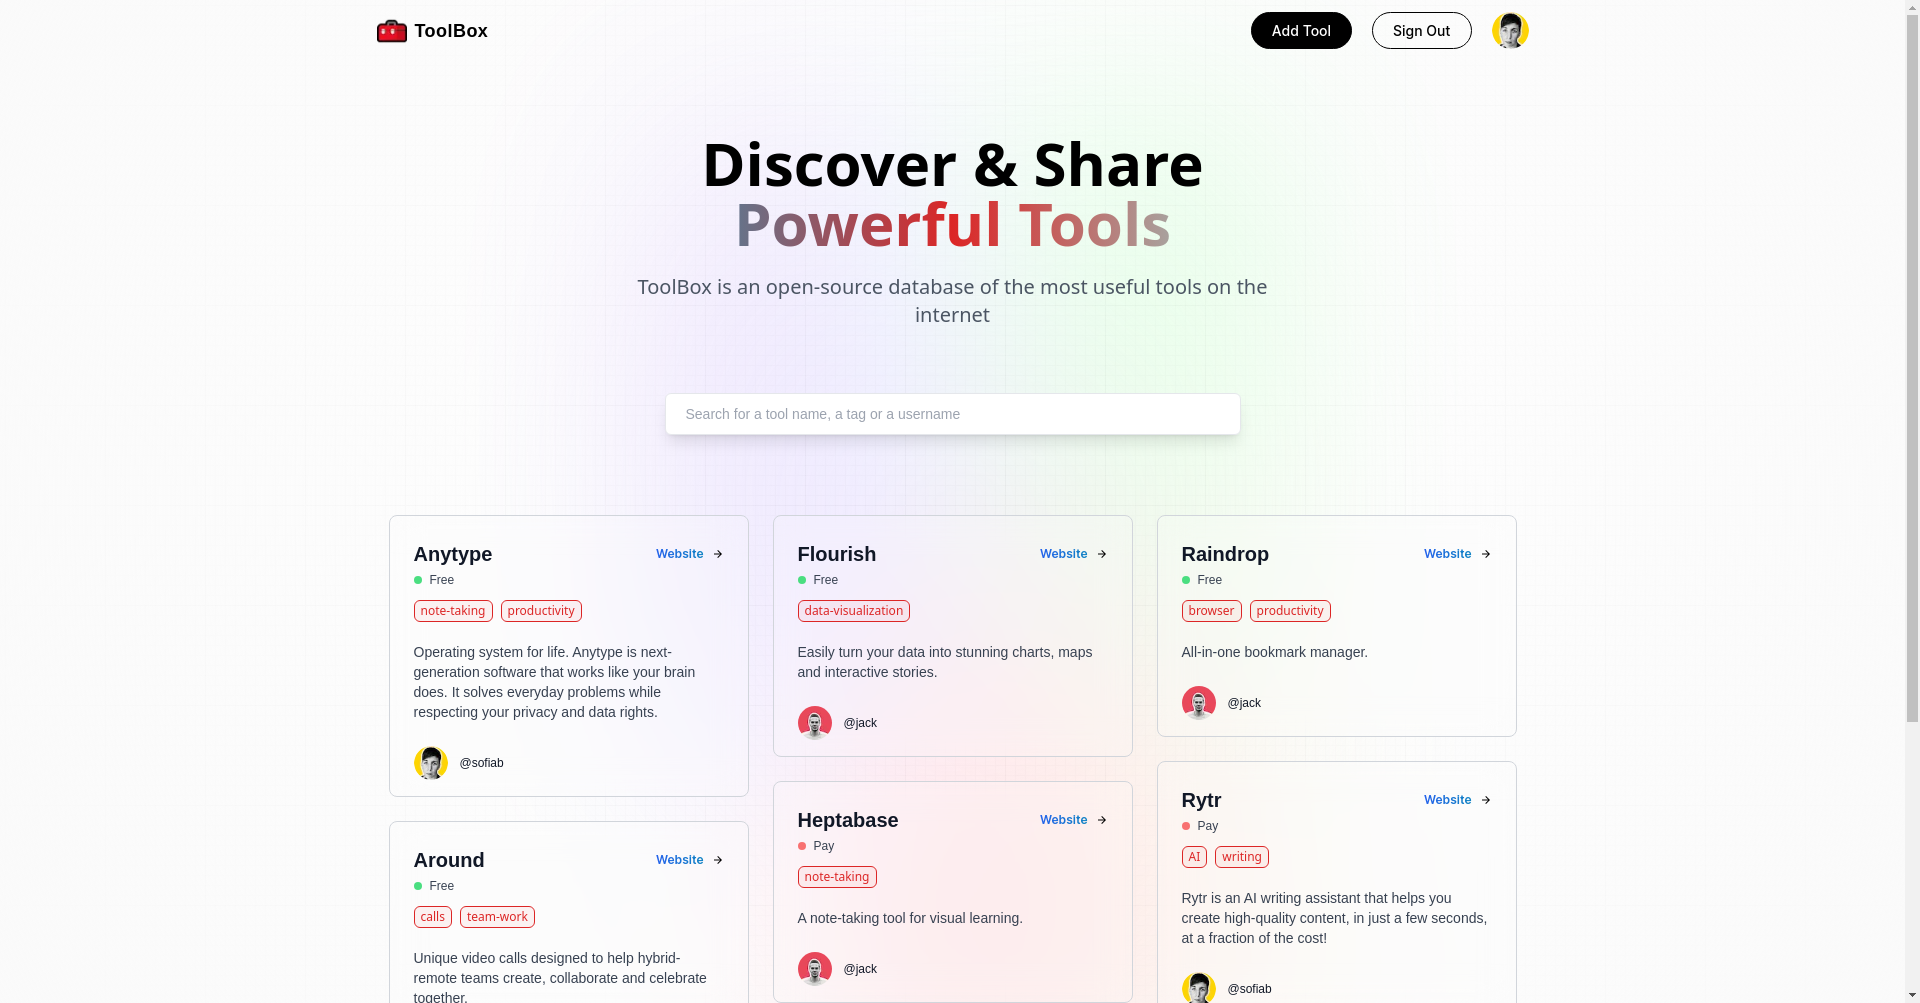 ToolBox
Add Tool
Sign Out
Discover & Share
Powerful Tools
ToolBox is an open-source database of the most useful tools on the
internet
Search for a tool name, a tag or a username
Anytype
Website
Free
note-taking
productivity
Operating system for life. Anytype is next-
generation software that works like your brain
does. It solves everyday problems while
respecting your privacy and data rights.
@sofiab
Around
Website
Free
calls
team-work
Unique video calls designed to help hybrid-
remote teams create, collaborate and celebrate
together.
Flourish
Website
Free
data-visualization
Easily turn your data into stunning charts, maps
and interactive stories.
@jack
Heptabase
Website
Pay
note-taking
A note-taking tool for visual learning.
@jack
Raindrop
Website
Free
browser
productivity
All-in-one bookmark manager.
@jack
Rytr
Website
Pay
AI
writing
Rytr is an AI writing assistant that helps you
create high-quality content, in just a few seconds,
at a fraction of the cost!
@sofiab